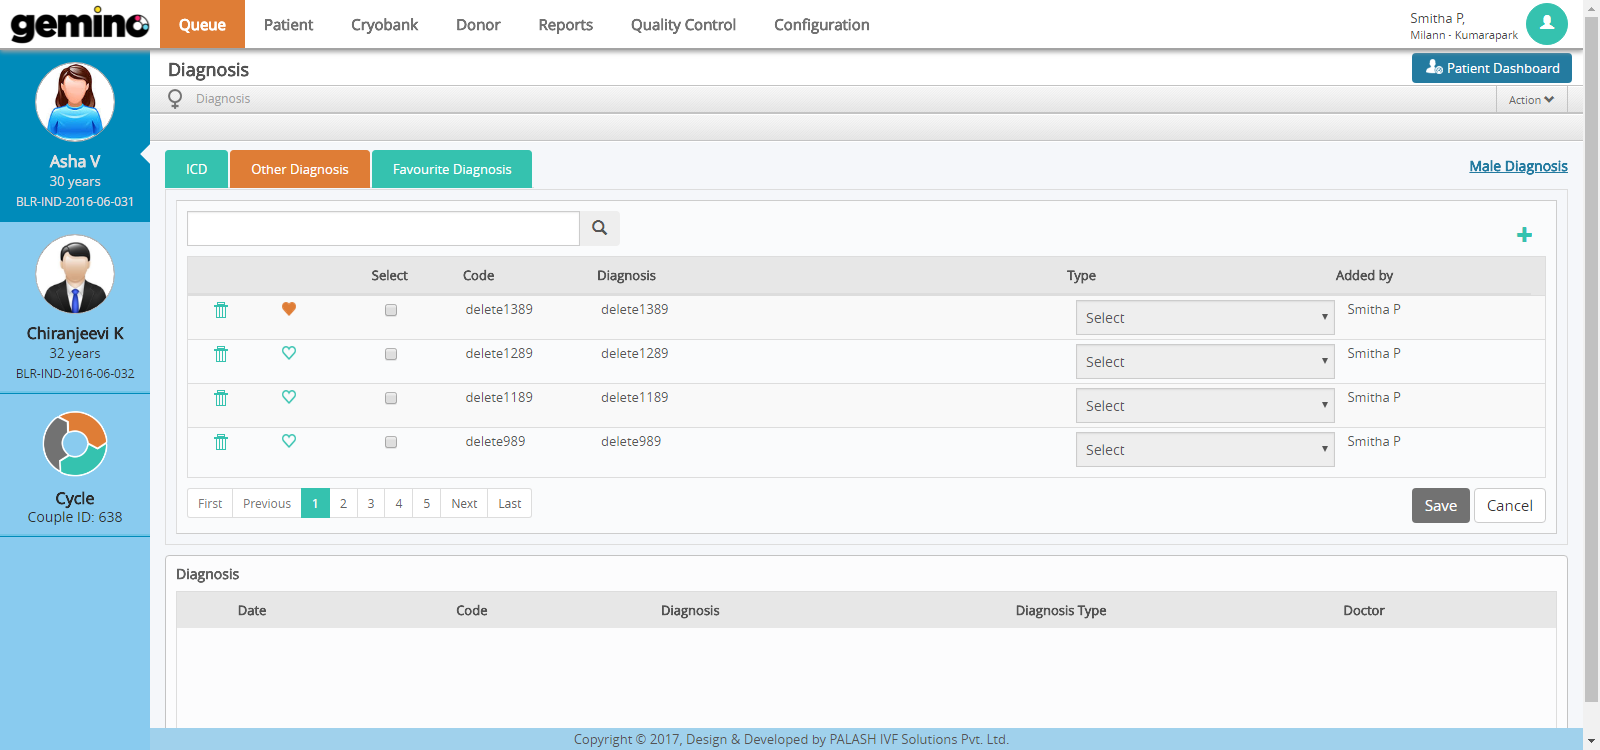 gemino
Queue Patient Cryobank Donor Reports Quality Control Configuration
Smitha P,
Milann - Kumarapark
Asha V
30 years
BLR-IND-2016-06-031
Chiranjeevi K
32 years
BLR-IND-2016-06-032
Cycle
Couple ID: 638
Diagnosis
Patient Dashboard
Diagnosis
Action
ICD Other Diagnosis Favourite Diagnosis
Male Diagnosis
Select Code Diagnosis Type Added by
delete1389 delete1389 Select Smitha P
delete1289 delete1289 Select Smitha P
delete1189 delete1189 Select Smitha P
delete989 delete989 Select Smitha P
First Previous 1 2 3 4 5 Next Last
Save Cancel
Diagnosis
Date Code Diagnosis Diagnosis Type Doctor
Copyright © 2017, Design & Developed by PALASH IVF Solutions Pvt. Ltd.